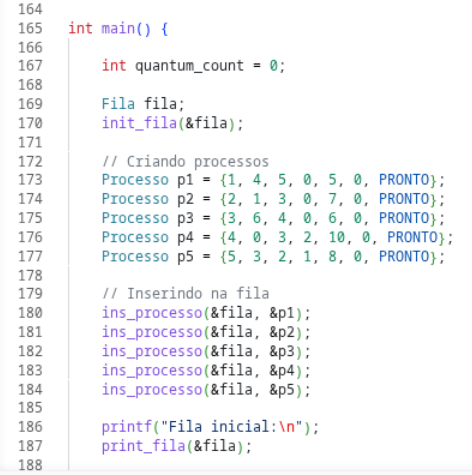 164
165 int main() {
166
167 int quantum_count = 0;
168
169 Fila fila;
170 init_fila(&fila);
171
172 // Criando processos
173 Processo p1 = {1, 4, 5, 0, 5, 0, PRONTO};
174 Processo p2 = {2, 1, 3, 0, 7, 0, PRONTO};
175 Processo p3 = {3, 6, 4, 0, 6, 0, PRONTO};
176 Processo p4 = {4, 0, 3, 2, 10, 0, PRONTO};
177 Processo p5 = {5, 3, 2, 1, 8, 0, PRONTO};
178
179 // Inserindo na fila
180 ins_processo(&fila, &p1);
181 ins_processo(&fila, &p2);
182 ins_processo(&fila, &p3);
183 ins_processo(&fila, &p4);
184 ins_processo(&fila, &p5);
185
186 printf("Fila inicial:\n");
187 print_fila(&fila);
188